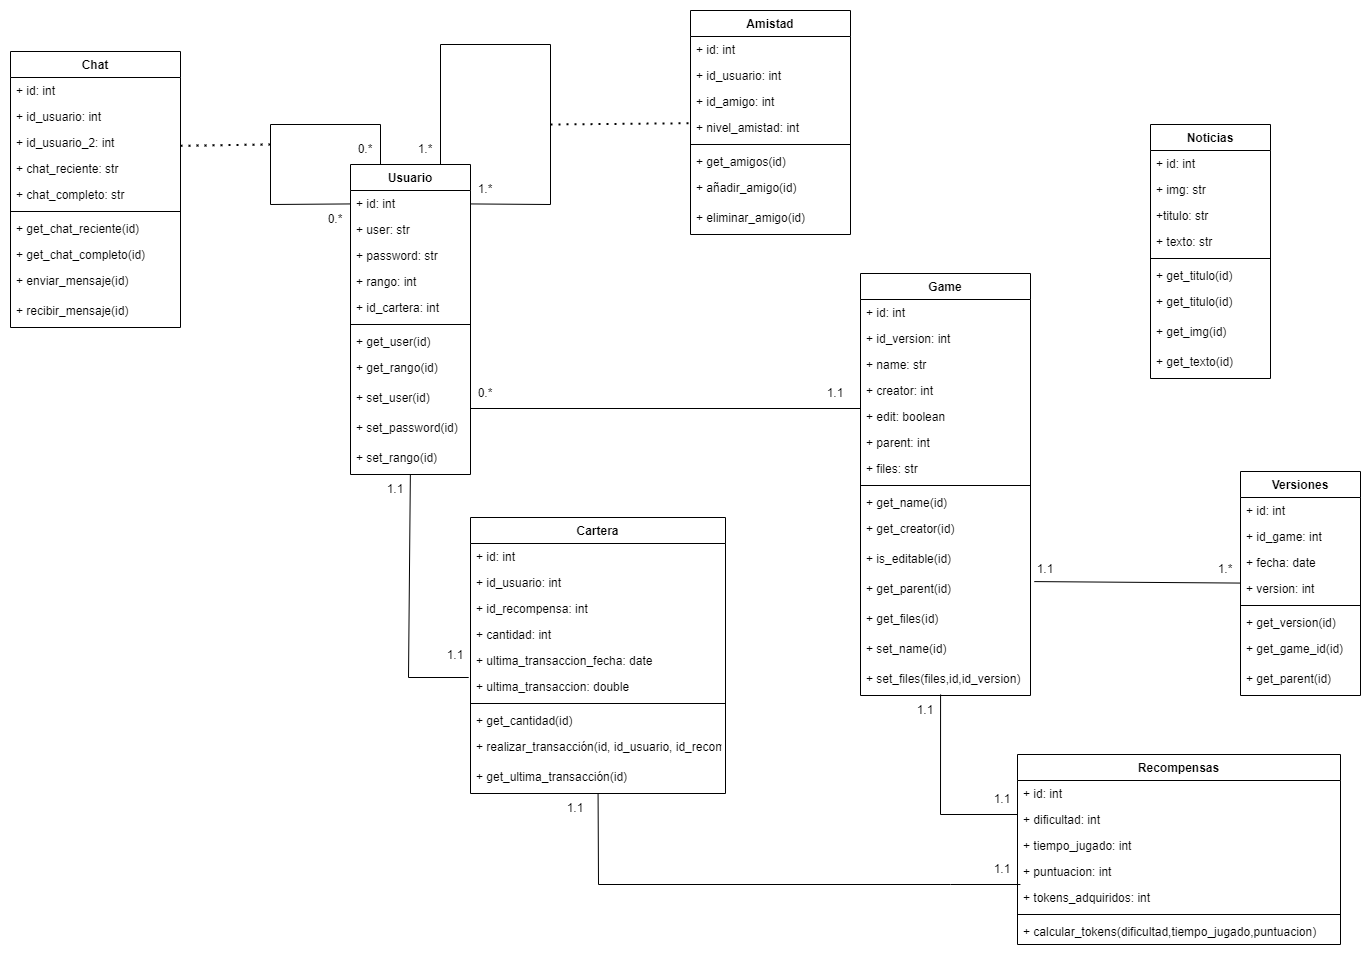 Chat
+ id: int
+ id_usuario: int
+ id_usuario_2: int
+ chat_reciente: str
+ chat_completo: str
+ get_chat_reciente(id)
+ get_chat_completo(id)
+ enviar_mensaje(id)
+ recibir_mensaje(id)
0.*
0.*
1.*
1.*
Usuario
+ id: int
+ user: str
+ password: str
+ rango: int
+ id_cartera: int
+ get_user(id)
+ get_rango(id)
+ set_user(id)
+ set_password(id)
+ set_rango(id)
Amistad
+ id: int
+ id_usuario: int
+ id_amigo: int
+ nivel_amistad: int
+ get_amigos(id)
+ añadir_amigo(id)
+ eliminar_amigo(id)
Noticias
+ id: int
+ img: str
+titulo: str
+ texto: str
+ get_titulo(id)
+ get_titulo(id)
+ get_img(id)
+ get_texto(id)
0.*
1.1
Game
+ id: int
+ id_version: int
+ name: str
+ creator: int
+ edit: boolean
+ parent: int
+ files: str
+ get_name(id)
+ get_creator(id)
+ is_editable(id)
+ get_parent(id)
+ get_files(id)
+ set_name(id)
+ set_files(files,id,id_version)
1.1
1.*
Versiones
+ id: int
+ id_game: int
+ fecha: date
+ version: int
+ get_version(id)
+ get_game_id(id)
+ get_parent(id)
1.1
1.1
Cartera
+ id: int
+ id_usuario: int
+ id_recompensa: int
+ cantidad: int
+ ultima_transaccion_fecha: date
+ ultima_transaccion: double
+ get_cantidad(id)
+ realizar_transacción(id, id_usuario, id_recom
+ get_ultima_transacción(id)
1.1
1.1
1.1
1.1
Recompensas
+ id: int
+ dificultad: int
+ tiempo_jugado: int
+ puntuacion: int
+ tokens_adquiridos: int
+ calcular_tokens(dificultad,tiempo_jugado,puntuacion)